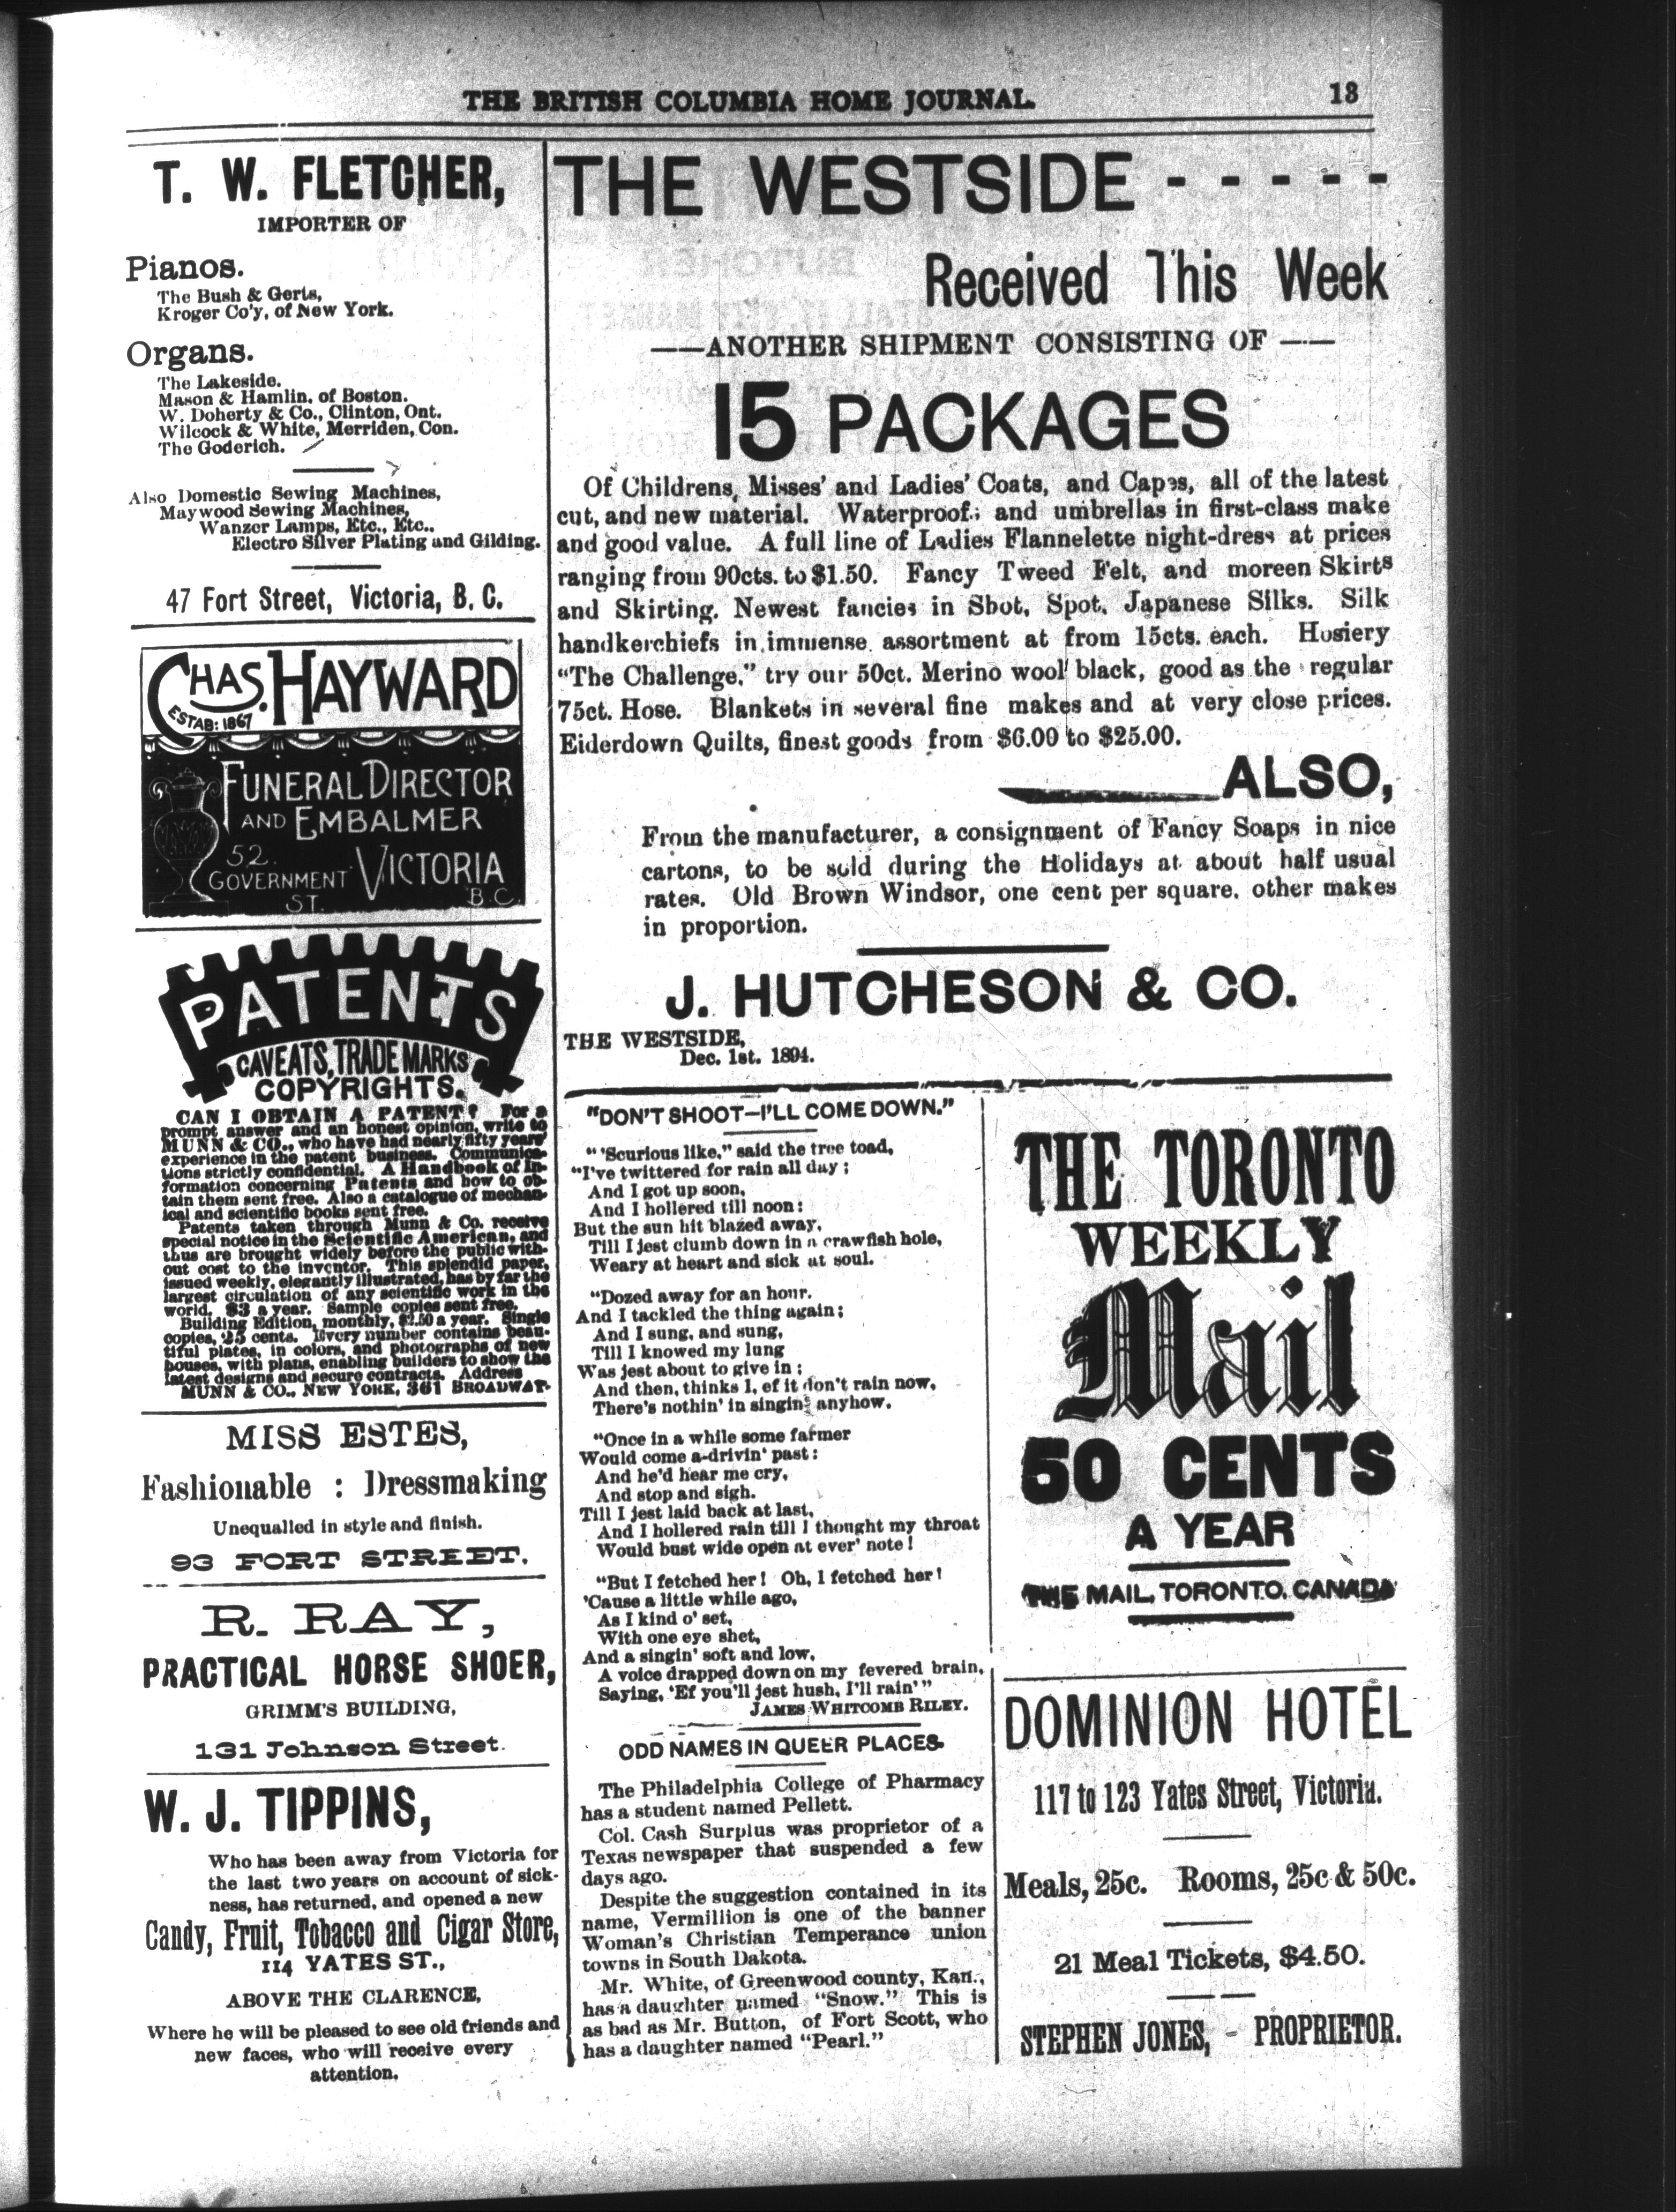 THE BRITISH COLUMBIA HOME JOURNAL.
13
T. W. FLETCHER,
IMPORTER OF
Pianos.
The Bush & Gerts,
Kroger Co'y, of New York.
Organs.
The Lakeside.
Mason & Hamlin, of Boston.
W. Doherty & Co., Clinton, Ont.
Wilcock & White, Merriden, Con.
The Goderich.
Also Domestic Sewing Machines,
Maywood Sewing Machines,
Wanzer Lamps, Etc., Etc..
Electro Silver Plating and Gilding.
47 Fort Street, Victoria, B. C.
CHAS. HAYWARD
ESTAB: 1867.
FUNERAL DIRECTOR
AND EMBALMER
52 GOVERNMENT ST. VICTORIA B.C.
PATENTS
CAVEATS, TRADE MARKS
COPYRIGHTS.
CAN I OBTAIN A PATENT? For a
prompt answer and an honest opinion, write to
MUNN & CO., who have had nearly fifty years'
experience in the patent business. Communica-
tions strictly confidential. A Handbook of In-
formation concerning Patents and how to ob-
tain them sent free. Also a catalogue of mechan-
ical and scientific books sent free.
Patents taken through Munn & Co. receive
special notice in the Scientific American, and
thus are brought widely before the public with-
out cost to the inventor. This splendid paper,
issued weekly, elegantly illustrated, has by far the
largest circulation of any scientific work in the
world. $3 a year. Sample copies sent free.
Building Edition, monthly, $2.50 a year. Single
copies, 25 cents. Every number contains beau-
tiful plates, in colors, and photographs of new
houses, with plans, enabling builders to show the
latest designs and secure contracts. Address
MUNN & CO., NEW YORK, 361 BROADWAY.
MISS ESTES,
Fashionable : Dressmaking
Unequalled in style and finish.
93 FORT STREET.
R. RAY,
PRACTICAL HORSE SHOER,
GRIMM'S BUILDING,
131 Johnson Street.
W. J. TIPPINS,
Who has been away from Victoria for
the last two years on account of sick-
ness, has returned, and opened a new
Candy, Fruit, Tobacco and Cigar Store,
114 YATES ST.,
ABOVE THE CLARENCE,
Where he will be pleased to see old friends and
new faces, who will receive every
attention.
THE WESTSIDE - - - - -
Received This Week
——ANOTHER SHIPMENT CONSISTING OF——
15 PACKAGES
Of Childrens, Misses' and Ladies' Coats, and Capes, all of the latest
cut, and new material. Waterproofs and umbrellas in first-class make
and good value. A full line of Ladies Flannelette night-dress at prices
ranging from 90cts. to $1.50. Fancy Tweed Felt, and moreen Skirts
and Skirting. Newest fancies in Shot, Spot, Japanese Silks. Silk
handkerchiefs in immense assortment at from 15cts. each. Hosiery
"The Challenge," try our 50ct. Merino wool black, good as the regular
75ct. Hose. Blankets in several fine makes and at very close prices.
Eiderdown Quilts, finest goods from $6.00 to $25.00.
ALSO,
From the manufacturer, a consignment of Fancy Soaps in nice
cartons, to be sold during the Holidays at about half usual
rates. Old Brown Windsor, one cent per square. other makes
in proportion.
J. HUTCHESON & CO.
THE WESTSIDE,
Dec. 1st. 1894.
"DON'T SHOOT—I'LL COME DOWN."
"'Scurious like," said the tree toad,
"I've twittered for rain all day;
And I got up soon,
And I hollered till noon:
But the sun hit blazed away,
Till I jest clumb down in a crawfish hole,
Weary at heart and sick at soul.
"Dozed away for an hour.
And I tackled the thing again;
And I sung, and sung,
Till I knowed my lung
Was jest about to give in;
And then, thinks I, ef it don't rain now,
There's nothin' in singin' anyhow.
"Once in a while some farmer
Would come a-drivin' past:
And he'd hear me cry,
And stop and sigh.
Till I jest laid back at last,
And I hollered rain till I thought my throat
Would bust wide open at ever' note!
"But I fetched her! Oh, I fetched her!
'Cause a little while ago,
As I kind o' set,
With one eye shet,
And a singin' soft and low,
A voice drapped down on my fevered brain,
Saying, 'Ef you'll jest hush, I'll rain'"
JAMES WHITCOMB RILEY.
ODD NAMES IN QUEER PLACES.
The Philadelphia College of Pharmacy
has a student named Pellett.
Col. Cash Surplus was proprietor of a
Texas newspaper that suspended a few
days ago.
Despite the suggestion contained in its
name, Vermillion is one of the banner
Woman's Christian Temperance union
towns in South Dakota.
Mr. White, of Greenwood county, Kan.,
has a daughter named "Snow." This is
as bad as Mr. Button, of Fort Scott, who
has a daughter named "Pearl."
THE TORONTO
WEEKLY
Mail
50 CENTS
A YEAR
THE MAIL, TORONTO, CANADA
DOMINION HOTEL
117 to 123 Yates Street, Victoria.
Meals, 25c. Rooms, 25c & 50c.
21 Meal Tickets, $4.50.
STEPHEN JONES, - PROPRIETOR.